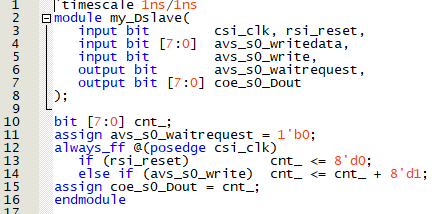 1 `timescale 1ns/1ns
2 module my_Dslave(
3 input bit csi_clk, rsi_reset,
4 input bit [7:0] avs_s0_writedata,
5 input bit avs_s0_write,
6 output bit avs_s0_waitrequest,
7 output bit [7:0] coe_s0_Dout
8 );
9
10 bit [7:0] cnt_;
11 assign avs_s0_waitrequest = 1'b0;
12 always_ff @(posedge csi_clk)
13 if (rsi_reset) cnt_ <= 8'd0;
14 else if (avs_s0_write) cnt_ <= cnt_ + 8'd1;
15 assign coe_s0_Dout = cnt_;
16 endmodule
17